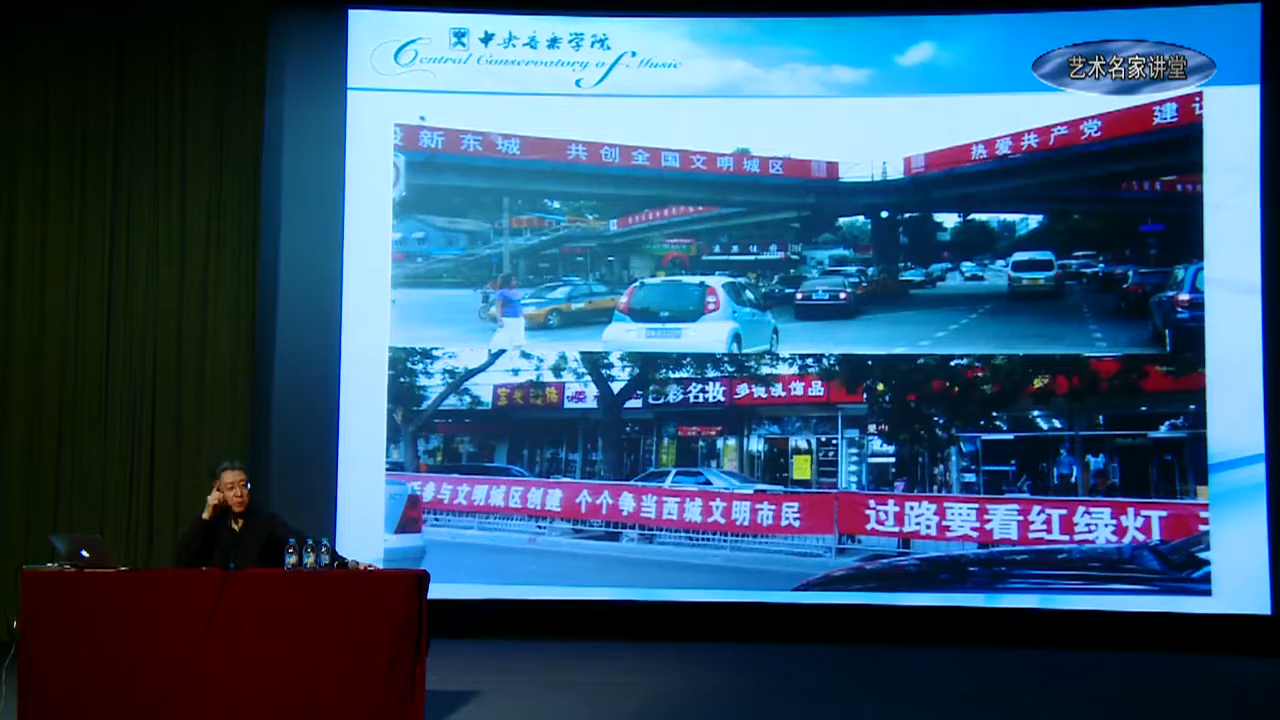 中央音乐学院
Central Conservatory of Music
艺术名家讲堂
新东城 共创全国文明城区
热爱共产党 建
彩名妆
饰品
参与文明城区创建 个个争当西城文明市民
过路要看红绿灯